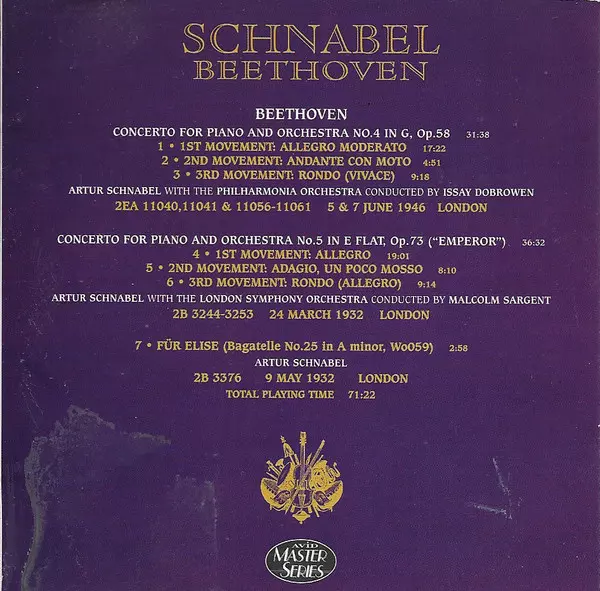 SCHNABEL
BEETHOVEN
BEETHOVEN
CONCERTO FOR PIANO AND ORCHESTRA NO.4 IN G, Op.58 31:38
1 • 1ST MOVEMENT: ALLEGRO MODERATO 17:22
2 • 2ND MOVEMENT: ANDANTE CON MOTO 4:51
3 • 3RD MOVEMENT: RONDO (VIVACE) 9:18
ARTUR SCHNABEL WITH THE PHILHARMONIA ORCHESTRA CONDUCTED BY ISSAY DOBROWEN
2EA 11040,11041 & 11056-11061 5 & 7 JUNE 1946 LONDON
CONCERTO FOR PIANO AND ORCHESTRA No.5 IN E FLAT, Op.73 ("EMPEROR") 36:32
4 • 1ST MOVEMENT: ALLEGRO 19:01
5 • 2ND MOVEMENT: ADAGIO, UN POCO MOSSO 8:10
6 • 3RD MOVEMENT: RONDO (ALLEGRO) 9:14
ARTUR SCHNABEL WITH THE LONDON SYMPHONY ORCHESTRA CONDUCTED BY MALCOLM SARGENT
2B 3244-3253 24 MARCH 1932 LONDON
7 • FÜR ELISE (Bagatelle No.25 in A minor, Wo059) 2:58
ARTUR SCHNABEL
2B 3376 9 MAY 1932 LONDON
TOTAL PLAYING TIME 71:22
AVID
MASTER
SERIES